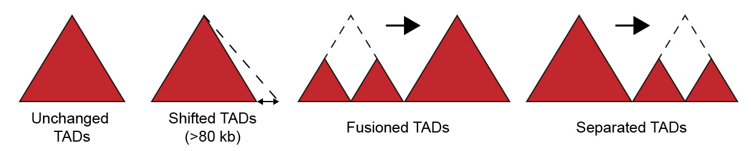 Unchanged
TADs
Shifted TADs
(>80 kb)
Fusioned TADs
Separated TADs